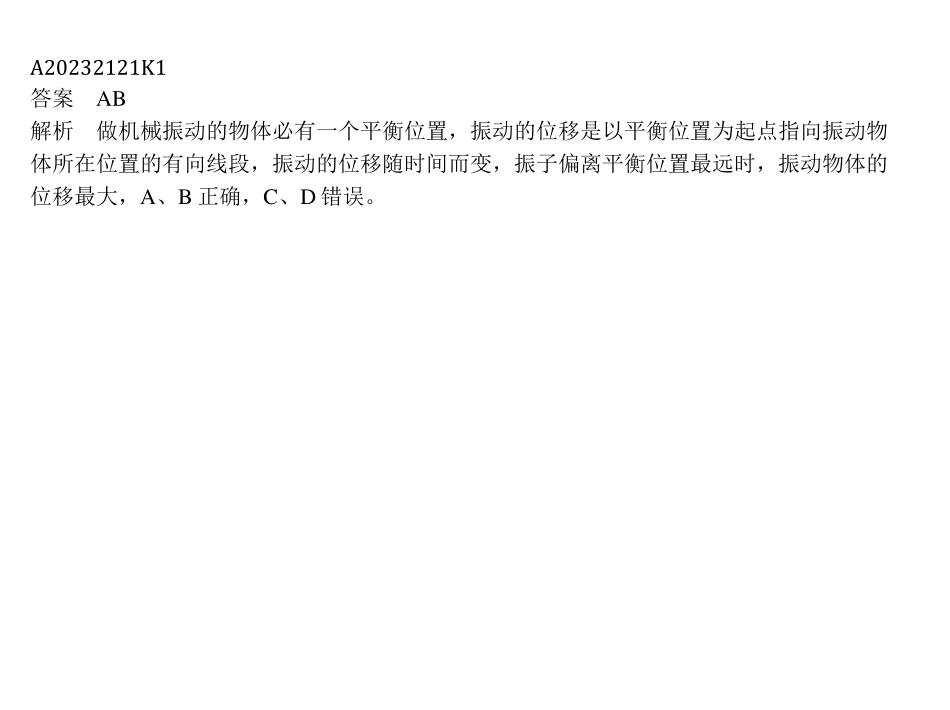 A20232121K1
答案　AB
解析　做机械振动的物体必有一个平衡位置，振动的位移是以平衡位置为起点指向振动物
体所在位置的有向线段，振动的位移随时间而变，振子偏离平衡位置最远时，振动物体的
位移最大，A、B 正确，C、D 错误。